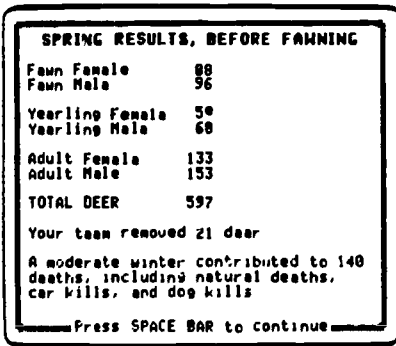 SPRING RESULTS, BEFORE FAWNING
Fawn Female 88
Fawn Male 96
Yearling Female 59
Yearling Male 68
Adult Female 133
Adult Male 153
TOTAL DEER 597
Your team removed 21 deer
A moderate winter contributed to 140
deaths, including natural deaths,
car kills, and dog kills
Press SPACE BAR to continue